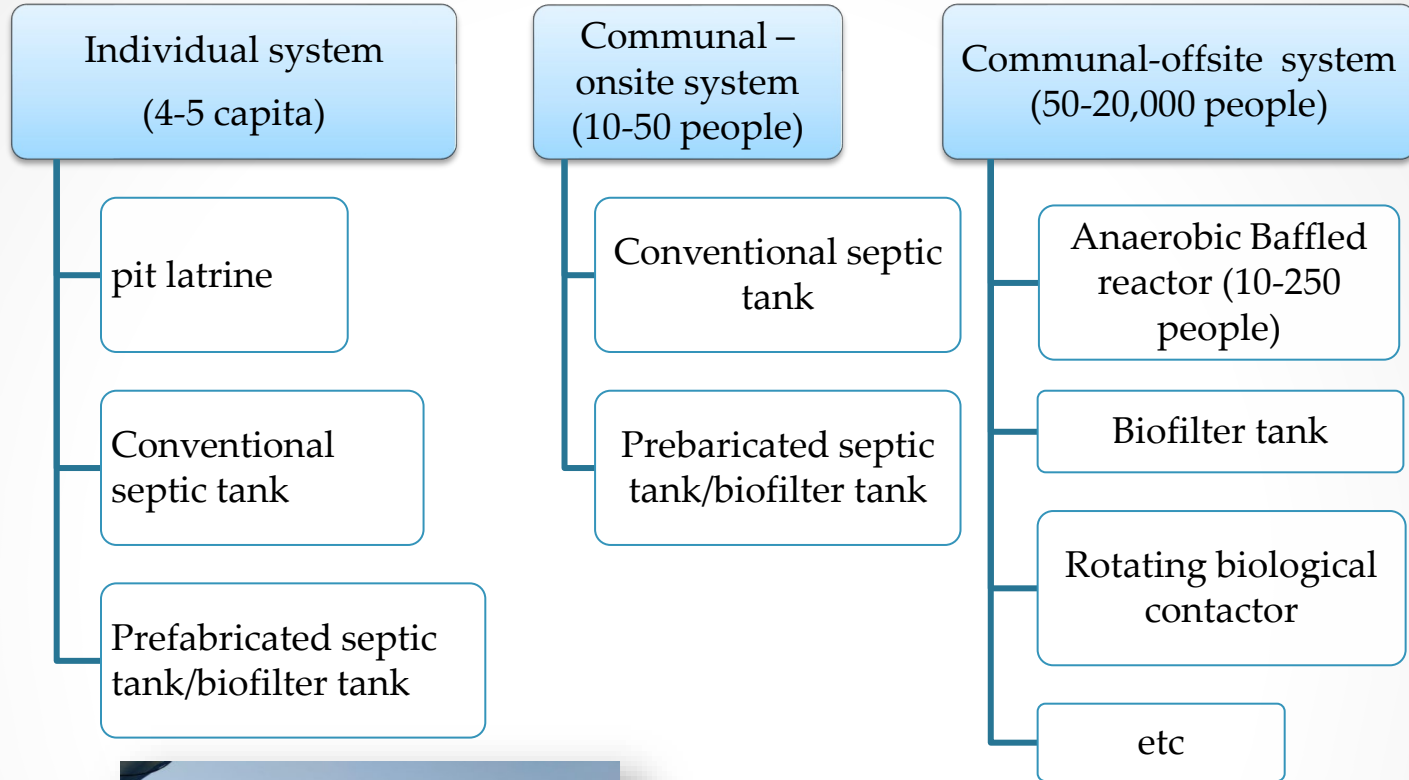 Individual system
(4-5 capita)
pit latrine
Conventional
septic tank
Prefabricated septic
tank/biofilter tank
Communal –
onsite system
(10-50 people)
Conventional septic
tank
Prebaricated septic
tank/biofilter tank
Communal-offsite system
(50-20,000 people)
Anaerobic Baffled
reactor (10-250
people)
Biofilter tank
Rotating biological
contactor
etc